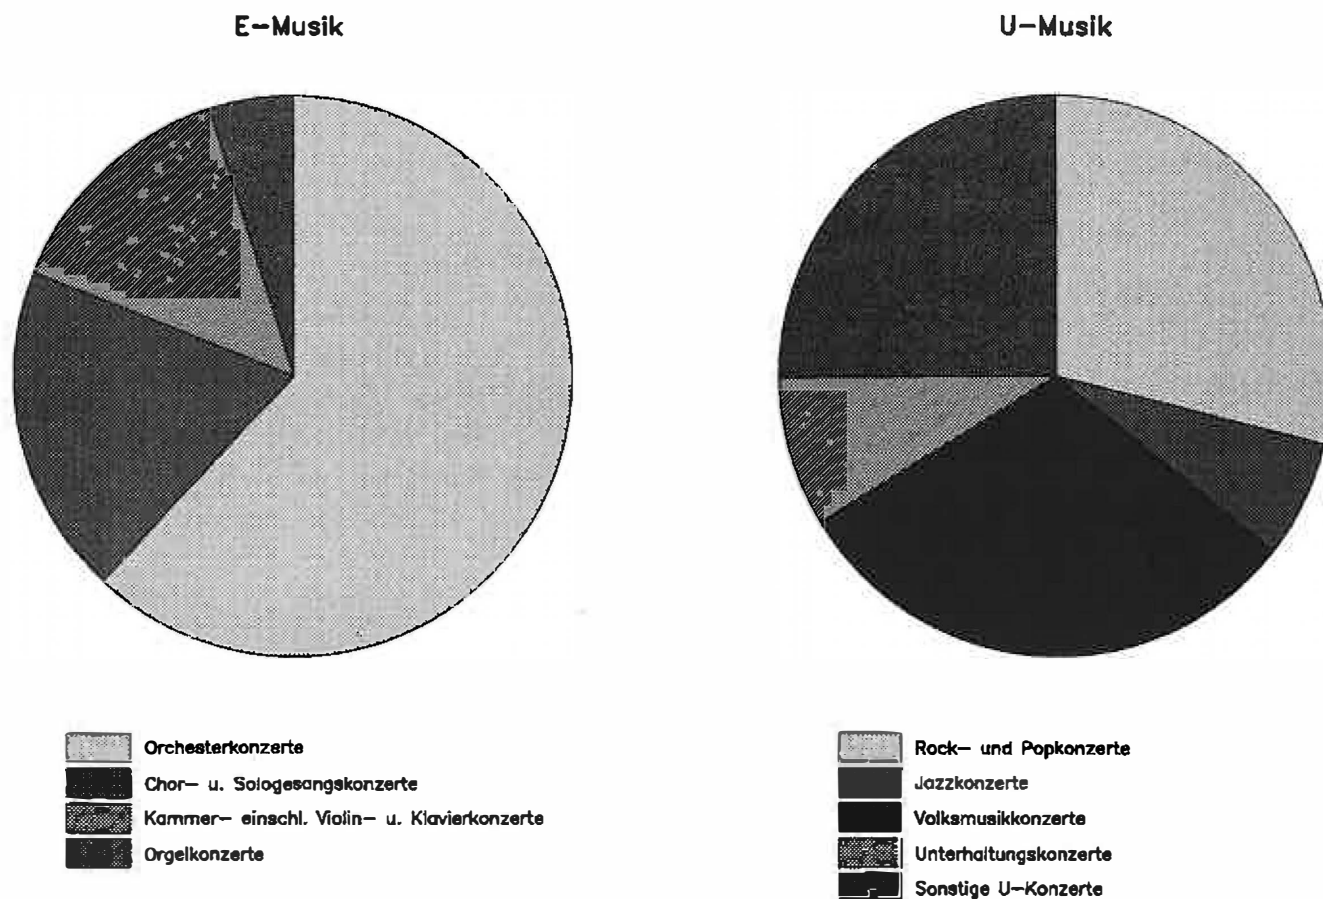 E–Musik
U–Musik
Orchesterkonzerte
Chor– u. Sologesangskonzerte
Kammer– einschl. Violin– u. Klavierkonzerte
Orgelkonzerte
Rock– und Popkonzerte
Jazzkonzerte
Volksmusikkonzerte
Unterhaltungskonzerte
Sonstige U–Konzerte